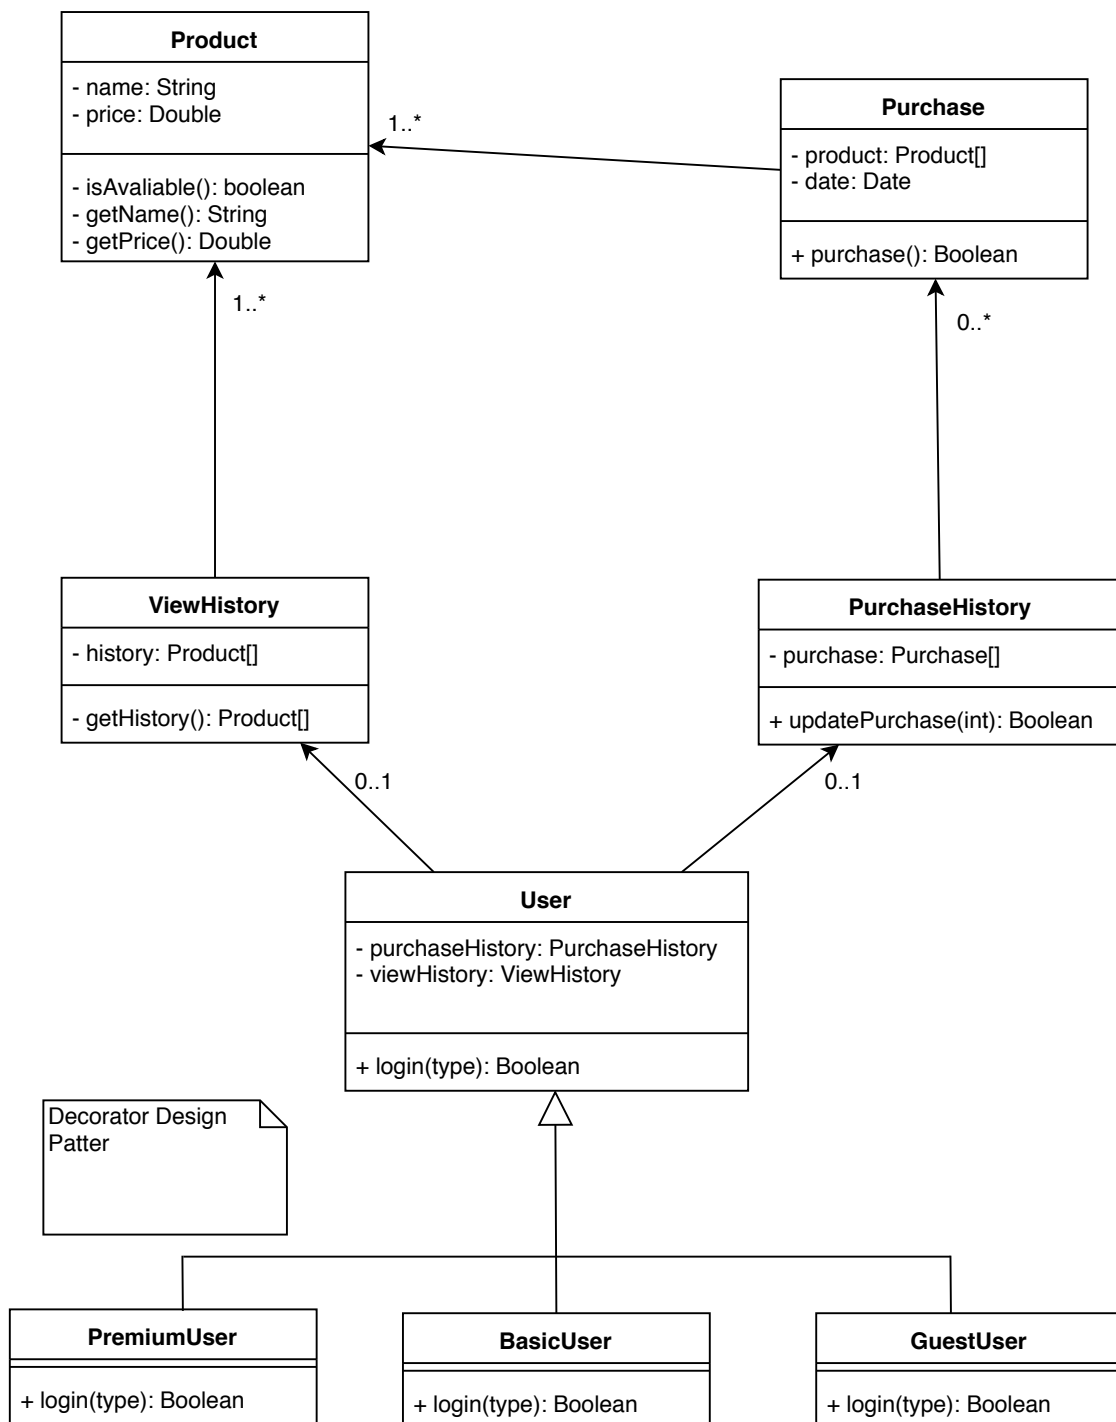 Product
- name: String
- price: Double
- isAvaliable(): boolean
- getName(): String
- getPrice(): Double
1..*
Purchase
- product: Product[]
- date: Date
+ purchase(): Boolean
1..*
0..*
ViewHistory
- history: Product[]
- getHistory(): Product[]
PurchaseHistory
- purchase: Purchase[]
+ updatePurchase(int): Boolean
0..1
0..1
User
- purchaseHistory: PurchaseHistory
- viewHistory: ViewHistory
+ login(type): Boolean
Decorator Design
Patter
PremiumUser
+ login(type): Boolean
BasicUser
+ login(type): Boolean
GuestUser
+ login(type): Boolean